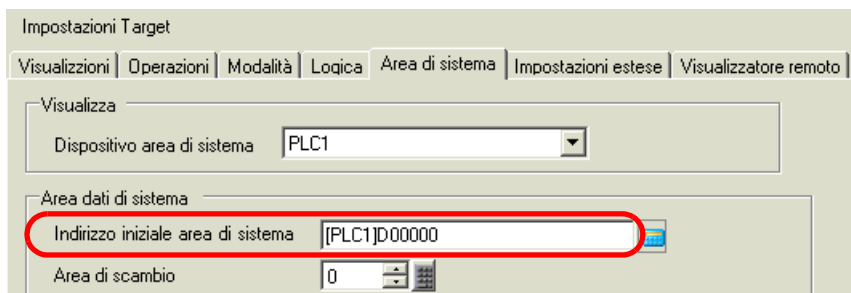 Impostazioni Target
Visualizzioni Operazioni Modalità Logica Area di sistema Impostazioni estese Visualizzatore remoto
Visualizza
Dispositivo area di sistema PLC1
Area dati di sistema
Indirizzo iniziale area di sistema [PLC1]D00000
Area di scambio 0